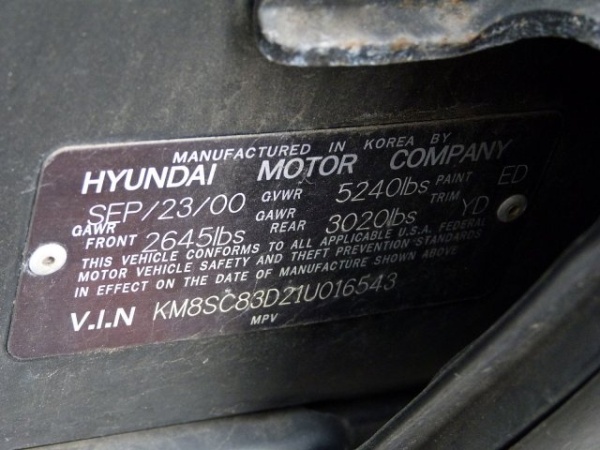 MANUFACTURED IN KOREA BY
HYUNDAI MOTOR COMPANY
SEP/23/00 GVWR 5240lbs PAINT ED
GAWR FRONT 2645lbs GAWR REAR 3020lbs TRIM YD
THIS VEHICLE CONFORMS TO ALL APPLICABLE U.S.A. FEDERAL
MOTOR VEHICLE SAFETY AND THEFT PREVENTION STANDARDS
IN EFFECT ON THE DATE OF MANUFACTURE SHOWN ABOVE
V.I.N KM8SC83D21U016543
MPV